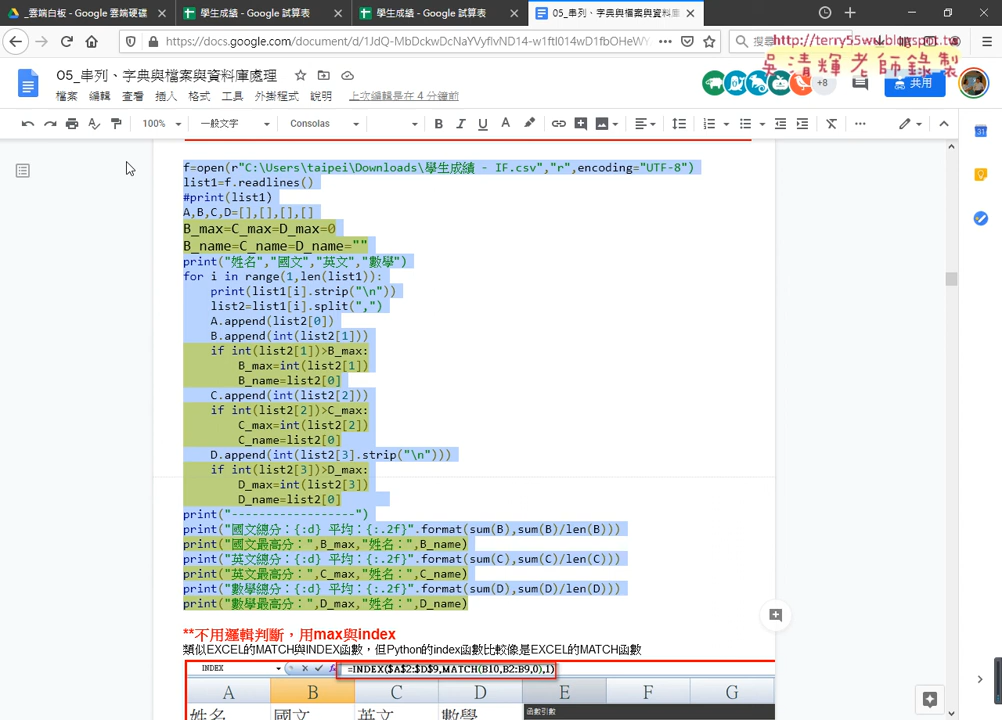 _雲端白板 - Google 雲端硬碟
學生成績 - Google 試算表
學生成績 - Google 試算表
05_串列、字典與檔案與資料庫
https://docs.google.com/document/d/1JdQ-MbDckwDcNaYVyfivND14-w1ftl014wD1fbOHeWY
http://terry55wu.blogspot.tw
吳清輝老師錄製
05_串列、字典與檔案與資料庫處理
檔案 編輯 查看 插入 格式 工具 外掛程式 說明 上次編輯是在 4 分鐘前
+8
共用
100% 一般文字 Consolas
f=open(r"C:\Users\taipei\Downloads\學生成績 - IF.csv","r",encoding="UTF-8")
list1=f.readlines()
#print(list1)
A,B,C,D=[],[],[],[]
B_max=C_max=D_max=0
B_name=C_name=D_name=""
print("姓名","國文","英文","數學")
for i in range(1,len(list1)):
print(list1[i].strip("\n"))
list2=list1[i].split(",")
A.append(list2[0])
B.append(int(list2[1]))
if int(list2[1])>B_max:
B_max=int(list2[1])
B_name=list2[0]
C.append(int(list2[2]))
if int(list2[2])>C_max:
C_max=int(list2[2])
C_name=list2[0]
D.append(int(list2[3].strip("\n")))
if int(list2[3])>D_max:
D_max=int(list2[3])
D_name=list2[0]
print("------------------")
print("國文總分：{:d} 平均：{:.2f}".format(sum(B),sum(B)/len(B)))
print("國文最高分：",B_max,"姓名：",B_name)
print("英文總分：{:d} 平均：{:.2f}".format(sum(C),sum(C)/len(C)))
print("英文最高分：",C_max,"姓名：",C_name)
print("數學總分：{:d} 平均：{:.2f}".format(sum(D),sum(D)/len(D)))
print("數學最高分：",D_max,"姓名：",D_name)
**不用邏輯判斷，用max與index
類似EXCEL的MATCH與INDEX函數，但Python的index函數比較像是EXCEL的MATCH函數
INDEX =INDEX($A$2:$D$9,MATCH(B10,B2:B9,0),1)
A B C D E F G
姓名 國文 英文 數學 函數引數